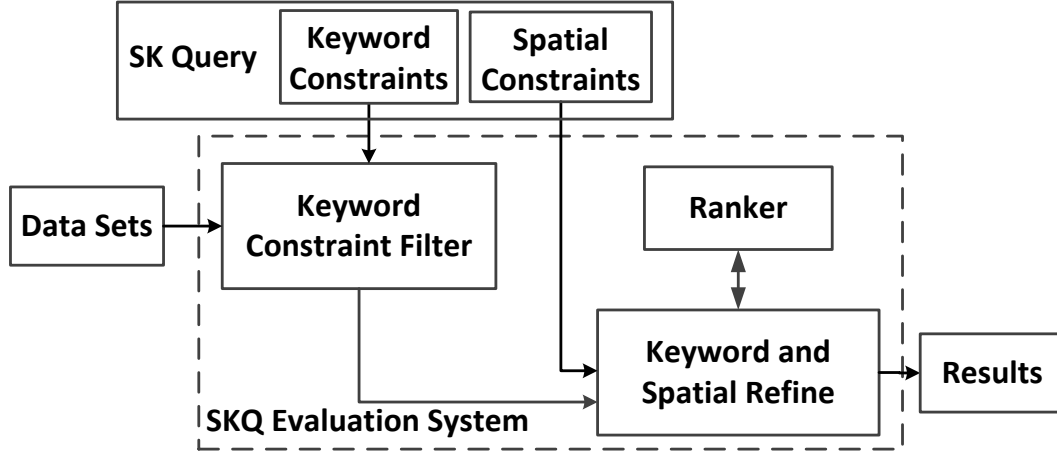 SK Query
Keyword
Constraints
Spatial
Constraints
Data Sets
Keyword
Constraint Filter
Ranker
Keyword and
Spatial Refine
Results
SKQ Evaluation System